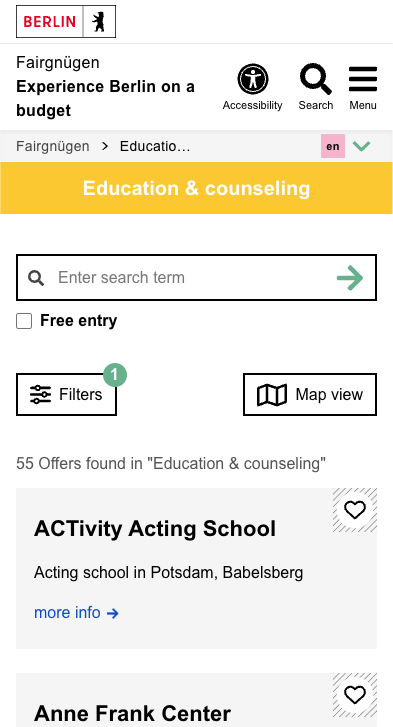 BERLIN
Fairgnügen
Experience Berlin on a
budget
Accessibility
Search
Menu
Fairgnügen > Educatio...
en
Education & counseling
Enter search term
Free entry
Filters
1
Map view
55 Offers found in "Education & counseling"
ACTivity Acting School
Acting school in Potsdam, Babelsberg
more info
Anne Frank Center